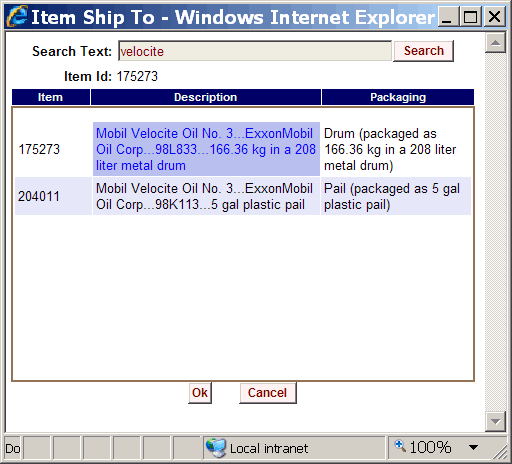 Item Ship To - Windows Internet Explorer
Search Text: velocite Search
Item Id: 175273
Item Description Packaging
175273
Mobil Velocite Oil No. 3...ExxonMobil
Oil Corp...98L833...166.36 kg in a 208
liter metal drum
Drum (packaged as
166.36 kg in a 208 liter
metal drum)
204011
Mobil Velocite Oil No. 3...ExxonMobil
Oil Corp...98K113...5 gal plastic pail
Pail (packaged as 5 gal
plastic pail)
Ok Cancel
Do Local intranet 100%